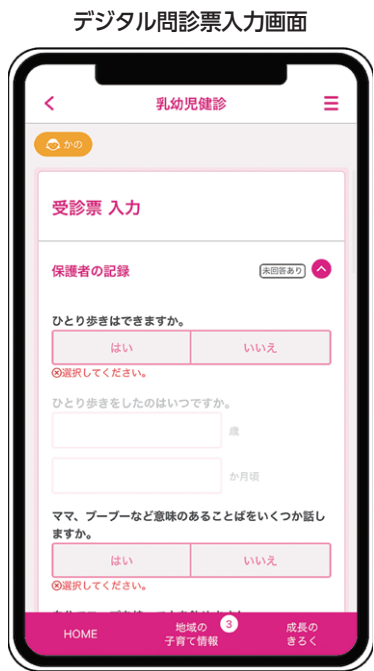 デジタル問診票入力画面
乳幼児健診
かの
受診票 入力
保護者の記録
未回答あり
ひとり歩きはできますか。
はい
いいえ
選択してください。
ひとり歩きをしたのはいつですか。
歳
か月頃
ママ、ブーブーなど意味のあることばをいくつか話し
ますか。
はい
いいえ
選択してください。
HOME
地域の
子育て情報
3
成長の
きろく